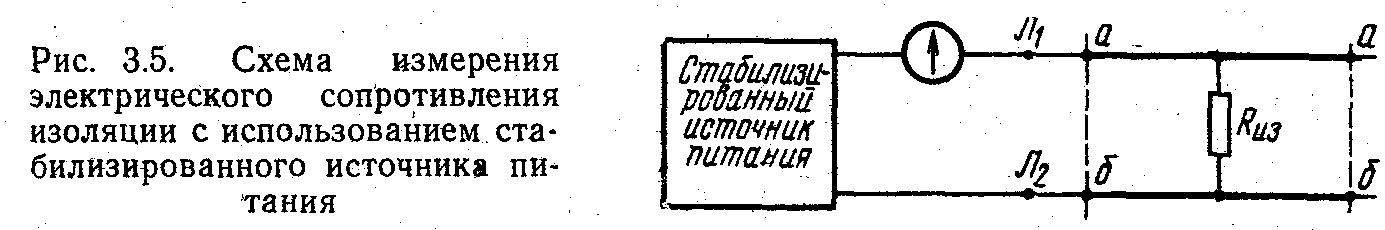 Рис. 3.5. Схема измерения
электрического сопротивления
изоляции с использованием ста-
билизированного источника пи-
тания
Стабилизи-
рованный
источник
питания
Л1
а
а
Rиз
Л2
б
б